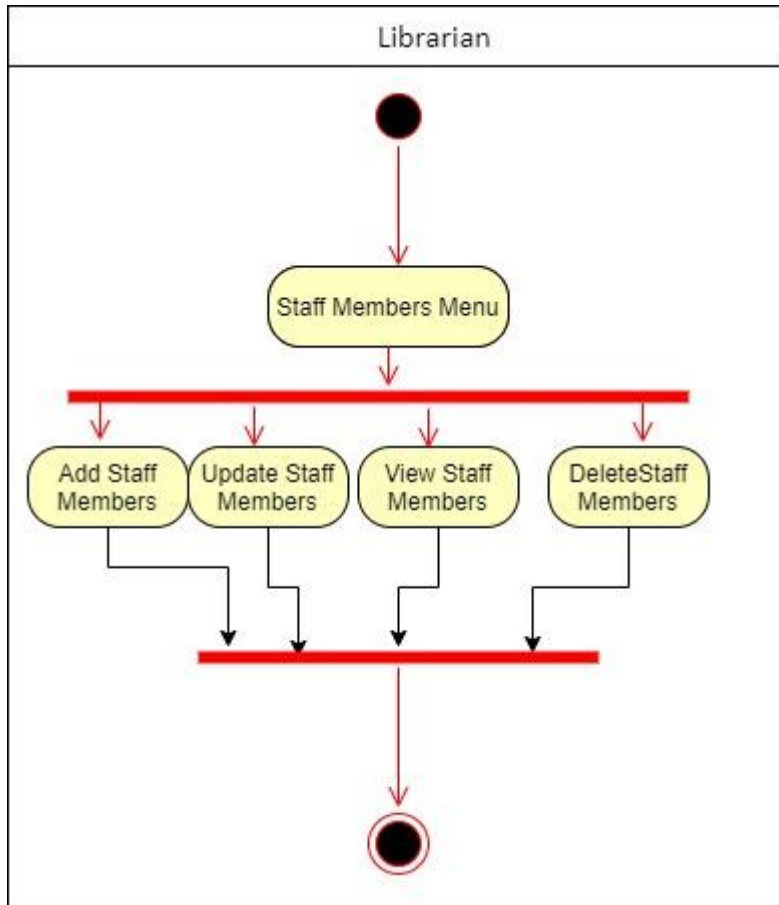 Librarian
Staff Members Menu
Add Staff
Members
Update Staff
Members
View Staff
Members
DeleteStaff
Members